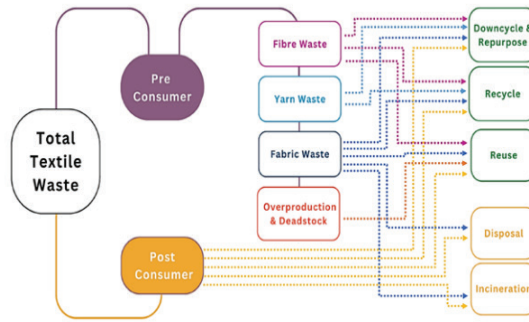 Total
Textile
Waste
Pre
Consumer
Post
Consumer
Fibre Waste
Yarn Waste
Fabric Waste
Overproduction
& Deadstock
Downcycle &
Repurpose
Recycle
Reuse
Disposal
Incineration